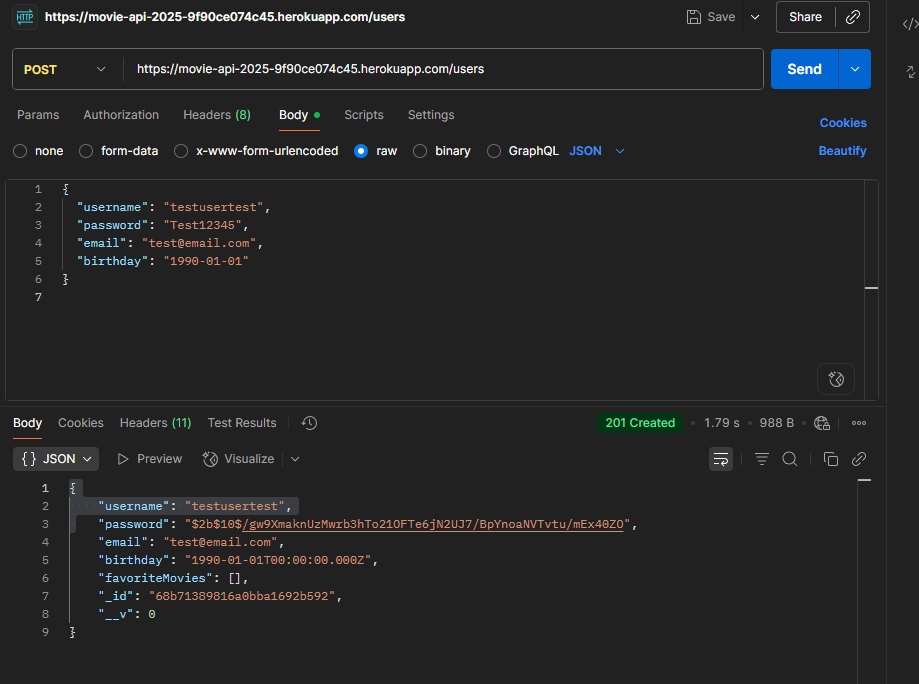 HTTP https://movie-api-2025-9f90ce074c45.herokuapp.com/users Save Share
POST https://movie-api-2025-9f90ce074c45.herokuapp.com/users Send
Params Authorization Headers (8) Body Scripts Settings Cookies
none form-data x-www-form-urlencoded raw binary GraphQL JSON Beautify
1 {
2 "username": "testusertest",
3 "password": "Test12345",
4 "email": "test@email.com",
5 "birthday": "1990-01-01"
6 }
7
Body Cookies Headers (11) Test Results 201 Created 1.79 s 988 B
{} JSON Preview Visualize
1 {
2 "username": "testusertest",
3 "password": "$2b$10$/gw9XmaknUzMwrb3hTo21OFTe6jN2UJ7/BpYnoaNVTvtu/mEx40ZO",
4 "email": "test@email.com",
5 "birthday": "1990-01-01T00:00:00.000Z",
6 "favoriteMovies": [],
7 "_id": "68b71389816a0bba1692b592",
8 "__v": 0
9 }